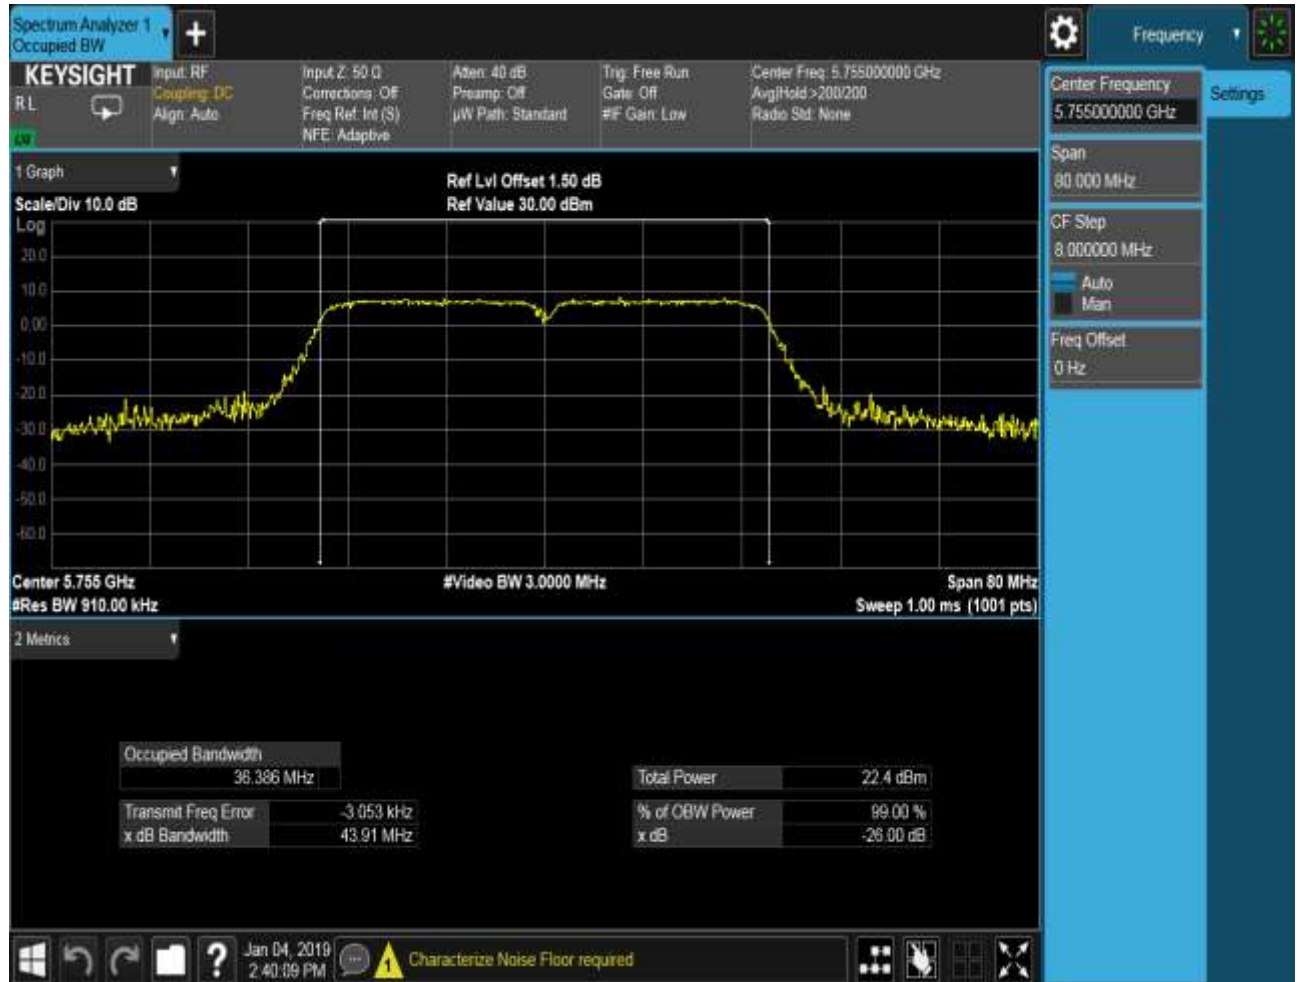 Spectrum Analyzer 1
Occupied BW
Frequency
KEYSIGHT
RL
Input: RF
Coupling: DC
Align: Auto
Input Z: 50 Ω
Corrections: Off
Freq Ref: Int (S)
NFE: Adaptive
Atten: 40 dB
Preamp: Off
µW Path: Standard
Trig: Free Run
Gate: Off
#IF Gain: Low
Center Freq: 5.755000000 GHz
Avg|Hold:>200/200
Radio Std: None
Center Frequency
5.755000000 GHz
Settings
Span
80.000 MHz
CF Step
8.000000 MHz
Auto
Man
Freq Offset
0 Hz
1 Graph
Scale/Div 10.0 dB
Ref Lvl Offset 1.50 dB
Ref Value 30.00 dBm
Log
20.0
10.0
0.00
-10.0
-20.0
-30.0
-40.0
-50.0
-60.0
Center 5.755 GHz
#Video BW 3.0000 MHz
Span 80 MHz
#Res BW 910.00 kHz
Sweep 1.00 ms (1001 pts)
2 Metrics
Occupied Bandwidth
36.386 MHz
Total Power 22.4 dBm
Transmit Freq Error -3.053 kHz
% of OBW Power 99.00 %
x dB Bandwidth 43.91 MHz
x dB -26.00 dB
Jan 04, 2019
2:40:09 PM
Characterize Noise Floor required